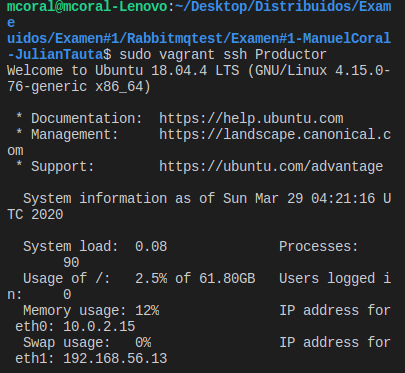 mcoral@mcoral-Lenovo:~/Desktop/Distribuidos/Exam
e
uidos/Examen#1/Rabbitmqtest/Examen#1-ManuelCoral
-JulianTauta$ sudo vagrant ssh Productor
Welcome to Ubuntu 18.04.4 LTS (GNU/Linux 4.15.0-
76-generic x86_64)

 * Documentation:  https://help.ubuntu.com
 * Management:     https://landscape.canonical.c
om
 * Support:        https://ubuntu.com/advantage

  System information as of Sun Mar 29 04:21:16 U
TC 2020

  System load:  0.08              Processes:
       90
  Usage of /:   2.5% of 61.80GB   Users logged i
n:     0
  Memory usage: 12%               IP address for
 eth0: 10.0.2.15
  Swap usage:   0%                IP address for
 eth1: 192.168.56.13